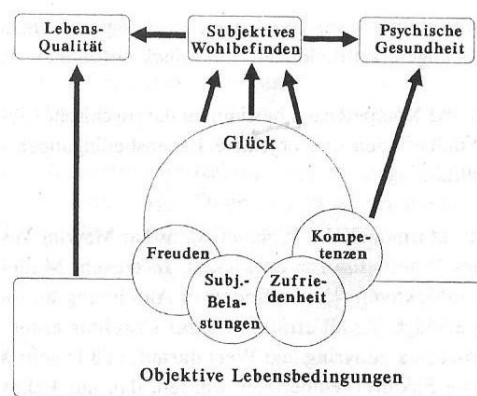 Lebens-
Qualität
Subjektives
Wohlbefinden
Psychische
Gesundheit
Glück
Freuden
Kompe-
tenzen
Subj.-
Bela-
stungen
Zufrie-
denheit
Objektive Lebensbedingungen